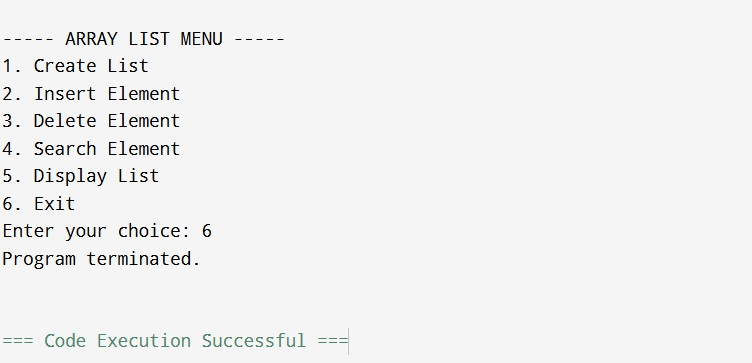 ----- ARRAY LIST MENU -----
1. Create List
2. Insert Element
3. Delete Element
4. Search Element
5. Display List
6. Exit
Enter your choice: 6
Program terminated.
=== Code Execution Successful ===